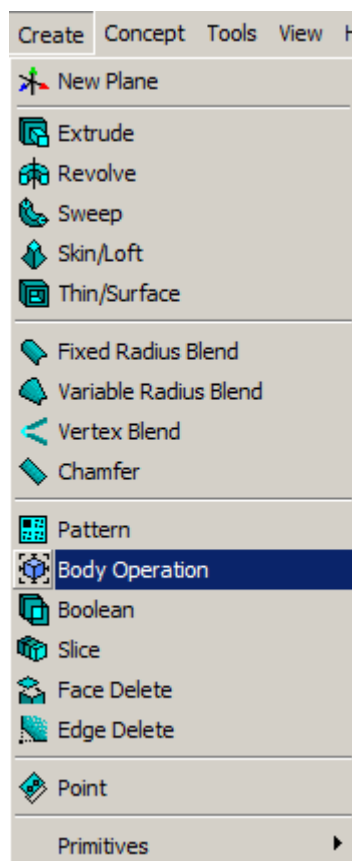 Create Concept Tools View
New Plane
Extrude
Revolve
Sweep
Skin/Loft
Thin/Surface
Fixed Radius Blend
Variable Radius Blend
Vertex Blend
Chamfer
Pattern
Body Operation
Boolean
Slice
Face Delete
Edge Delete
Point
Primitives